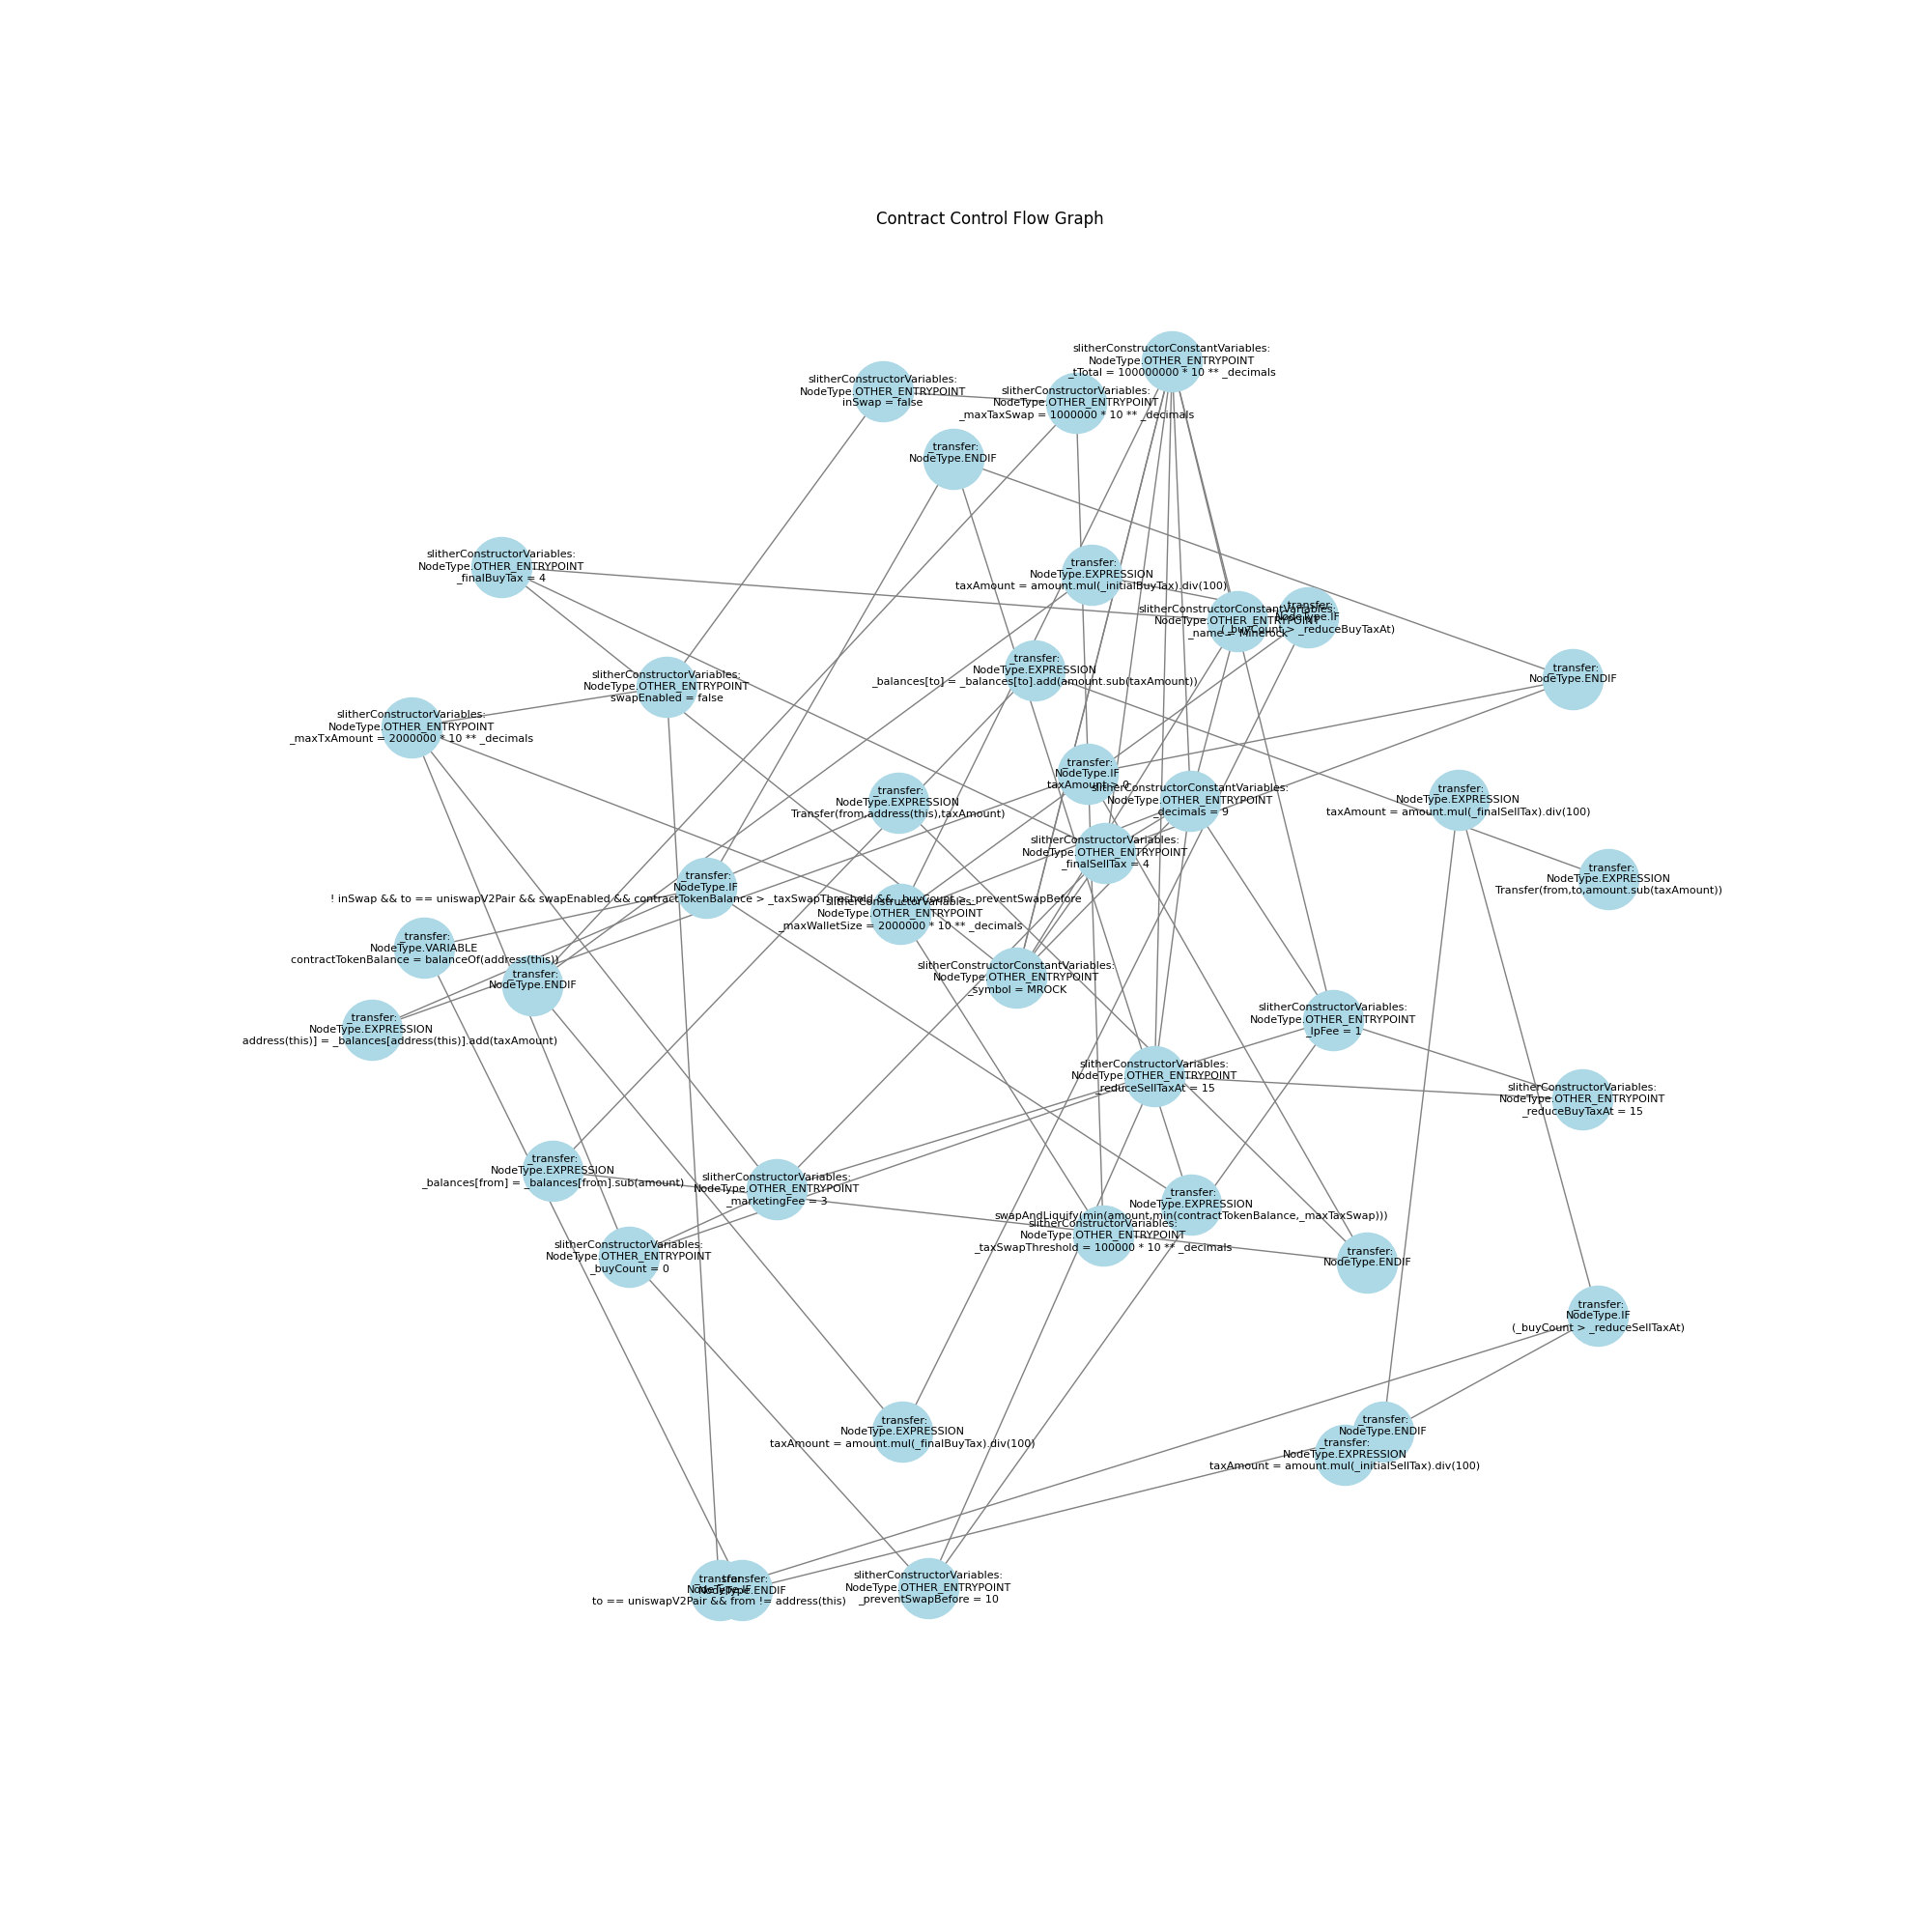 Contract Control Flow Graph
slitherConstructorConstantVariables:
NodeType.OTHER_ENTRYPOINT
_tTotal = 100000000 * 10 ** _decimals
slitherConstructorVariables:
NodeType.OTHER_ENTRYPOINT
inSwap = false
slitherConstructorVariables:
NodeType.OTHER_ENTRYPOINT
_maxTaxSwap = 1000000 * 10 ** _decimals
_transfer:
NodeType.ENDIF
slitherConstructorVariables:
NodeType.OTHER_ENTRYPOINT
_finalBuyTax = 4
_transfer:
NodeType.EXPRESSION
taxAmount = amount.mul(_initialBuyTax).div(100)
slitherConstructorConstantVariables:
NodeType.OTHER_ENTRYPOINT
_name = Minerock
_transfer:
NodeType.IF
(_buyCount > _reduceBuyTaxAt)
_transfer:
NodeType.EXPRESSION
_balances[to] = _balances[to].add(amount.sub(taxAmount))
_transfer:
NodeType.ENDIF
slitherConstructorVariables:
NodeType.OTHER_ENTRYPOINT
swapEnabled = false
slitherConstructorVariables:
NodeType.OTHER_ENTRYPOINT
_maxTxAmount = 2000000 * 10 ** _decimals
_transfer:
NodeType.IF
taxAmount > 0
_transfer:
NodeType.EXPRESSION
Transfer(from,address(this),taxAmount)
slitherConstructorConstantVariables:
NodeType.OTHER_ENTRYPOINT
_decimals = 9
_transfer:
NodeType.EXPRESSION
taxAmount = amount.mul(_finalSellTax).div(100)
slitherConstructorVariables:
NodeType.OTHER_ENTRYPOINT
_finalSellTax = 4
_transfer:
NodeType.EXPRESSION
Transfer(from,to,amount.sub(taxAmount))
_transfer:
NodeType.IF
! inSwap && to == uniswapV2Pair && swapEnabled && contractTokenBalance > _taxSwapThreshold && _buyCount > _preventSwapBefore
slitherConstructorVariables:
NodeType.OTHER_ENTRYPOINT
_maxWalletSize = 2000000 * 10 ** _decimals
_transfer:
NodeType.VARIABLE
contractTokenBalance = balanceOf(address(this))
_transfer:
NodeType.ENDIF
slitherConstructorConstantVariables:
NodeType.OTHER_ENTRYPOINT
_symbol = MROCK
_transfer:
NodeType.EXPRESSION
address(this)] = _balances[address(this)].add(taxAmount)
slitherConstructorVariables:
NodeType.OTHER_ENTRYPOINT
_lpFee = 1
slitherConstructorVariables:
NodeType.OTHER_ENTRYPOINT
_reduceSellTaxAt = 15
slitherConstructorVariables:
NodeType.OTHER_ENTRYPOINT
_reduceBuyTaxAt = 15
_transfer:
NodeType.EXPRESSION
_balances[from] = _balances[from].sub(amount)
slitherConstructorVariables:
NodeType.OTHER_ENTRYPOINT
_marketingFee = 3
_transfer:
NodeType.EXPRESSION
swapAndLiquify(min(amount,min(contractTokenBalance,_maxTaxSwap)))
slitherConstructorVariables:
NodeType.OTHER_ENTRYPOINT
_taxSwapThreshold = 100000 * 10 ** _decimals
slitherConstructorVariables:
NodeType.OTHER_ENTRYPOINT
_buyCount = 0
_transfer:
NodeType.ENDIF
_transfer:
NodeType.IF
(_buyCount > _reduceSellTaxAt)
_transfer:
NodeType.EXPRESSION
taxAmount = amount.mul(_finalBuyTax).div(100)
_transfer:
NodeType.ENDIF
_transfer:
NodeType.EXPRESSION
taxAmount = amount.mul(_initialSellTax).div(100)
_transfer:
NodeType.IF
to == uniswapV2Pair && from != address(this)
_transfer:
NodeType.ENDIF
slitherConstructorVariables:
NodeType.OTHER_ENTRYPOINT
_preventSwapBefore = 10